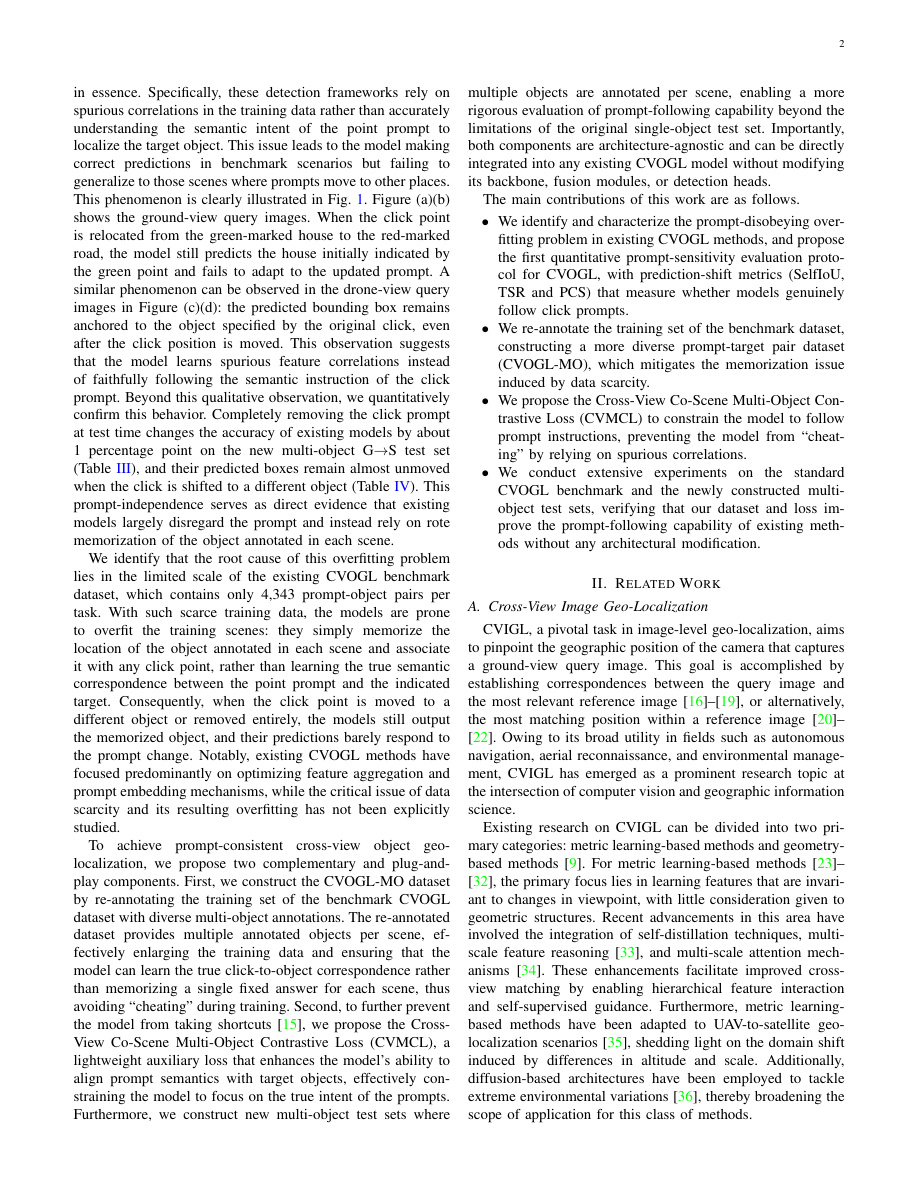 2
in essence. Specifically, these detection frameworks rely on
spurious correlations in the training data rather than accurately
understanding the semantic intent of the point prompt to
localize the target object. This issue leads to the model making
correct predictions in benchmark scenarios but failing to
generalize to those scenes where prompts move to other places.
This phenomenon is clearly illustrated in Fig. 1. Figure (a)(b)
shows the ground-view query images. When the click point
is relocated from the green-marked house to the red-marked
road, the model still predicts the house initially indicated by
the green point and fails to adapt to the updated prompt. A
similar phenomenon can be observed in the drone-view query
images in Figure (c)(d): the predicted bounding box remains
anchored to the object specified by the original click, even
after the click position is moved. This observation suggests
that the model learns spurious feature correlations instead
of faithfully following the semantic instruction of the click
prompt. Beyond this qualitative observation, we quantitatively
confirm this behavior. Completely removing the click prompt
at test time changes the accuracy of existing models by about
1 percentage point on the new multi-object G→S test set
(Table III), and their predicted boxes remain almost unmoved
when the click is shifted to a different object (Table IV). This
prompt-independence serves as direct evidence that existing
models largely disregard the prompt and instead rely on rote
memorization of the object annotated in each scene.
We identify that the root cause of this overfitting problem
lies in the limited scale of the existing CVOGL benchmark
dataset, which contains only 4,343 prompt-object pairs per
task. With such scarce training data, the models are prone
to overfit the training scenes: they simply memorize the
location of the object annotated in each scene and associate
it with any click point, rather than learning the true semantic
correspondence between the point prompt and the indicated
target. Consequently, when the click point is moved to a
different object or removed entirely, the models still output
the memorized object, and their predictions barely respond to
the prompt change. Notably, existing CVOGL methods have
focused predominantly on optimizing feature aggregation and
prompt embedding mechanisms, while the critical issue of data
scarcity and its resulting overfitting has not been explicitly
studied.
To achieve prompt-consistent cross-view object geo-
localization, we propose two complementary and plug-and-
play components. First, we construct the CVOGL-MO dataset
by re-annotating the training set of the benchmark CVOGL
dataset with diverse multi-object annotations. The re-annotated
dataset provides multiple annotated objects per scene, ef-
fectively enlarging the training data and ensuring that the
model can learn the true click-to-object correspondence rather
than memorizing a single fixed answer for each scene, thus
avoiding “cheating” during training. Second, to further prevent
the model from taking shortcuts [15], we propose the Cross-
View Co-Scene Multi-Object Contrastive Loss (CVMCL), a
lightweight auxiliary loss that enhances the model’s ability to
align prompt semantics with target objects, effectively con-
straining the model to focus on the true intent of the prompts.
Furthermore, we construct new multi-object test sets where
multiple objects are annotated per scene, enabling a more
rigorous evaluation of prompt-following capability beyond the
limitations of the original single-object test set. Importantly,
both components are architecture-agnostic and can be directly
integrated into any existing CVOGL model without modifying
its backbone, fusion modules, or detection heads.
The main contributions of this work are as follows.
• We identify and characterize the prompt-disobeying over-
fitting problem in existing CVOGL methods, and propose
the first quantitative prompt-sensitivity evaluation proto-
col for CVOGL, with prediction-shift metrics (SelfIoU,
TSR and PCS) that measure whether models genuinely
follow click prompts.
• We re-annotate the training set of the benchmark dataset,
constructing a more diverse prompt-target pair dataset
(CVOGL-MO), which mitigates the memorization issue
induced by data scarcity.
• We propose the Cross-View Co-Scene Multi-Object Con-
trastive Loss (CVMCL) to constrain the model to follow
prompt instructions, preventing the model from “cheat-
ing” by relying on spurious correlations.
• We conduct extensive experiments on the standard
CVOGL benchmark and the newly constructed multi-
object test sets, verifying that our dataset and loss im-
prove the prompt-following capability of existing meth-
ods without any architectural modification.
II. RELATED WORK
A. Cross-View Image Geo-Localization
CVIGL, a pivotal task in image-level geo-localization, aims
to pinpoint the geographic position of the camera that captures
a ground-view query image. This goal is accomplished by
establishing correspondences between the query image and
the most relevant reference image [16]–[19], or alternatively,
the most matching position within a reference image [20]–
[22]. Owing to its broad utility in fields such as autonomous
navigation, aerial reconnaissance, and environmental manage-
ment, CVIGL has emerged as a prominent research topic at
the intersection of computer vision and geographic information
science.
Existing research on CVIGL can be divided into two pri-
mary categories: metric learning-based methods and geometry-
based methods [9]. For metric learning-based methods [23]–
[32], the primary focus lies in learning features that are invari-
ant to changes in viewpoint, with little consideration given to
geometric structures. Recent advancements in this area have
involved the integration of self-distillation techniques, multi-
scale feature reasoning [33], and multi-scale attention mech-
anisms [34]. These enhancements facilitate improved cross-
view matching by enabling hierarchical feature interaction
and self-supervised guidance. Furthermore, metric learning-
based methods have been adapted to UAV-to-satellite geo-
localization scenarios [35], shedding light on the domain shift
induced by differences in altitude and scale. Additionally,
diffusion-based architectures have been employed to tackle
extreme environmental variations [36], thereby broadening the
scope of application for this class of methods.